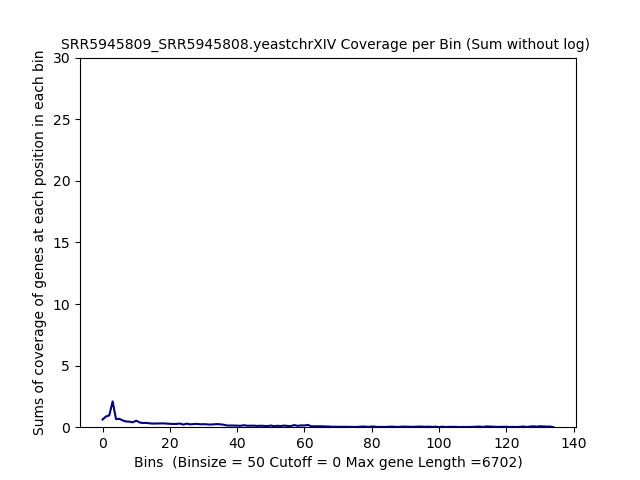 SRR5945809_SRR5945808.yeastchrXIV Coverage per Bin (Sum without log)
Sums of coverage of genes at each position in each bin
30
25
20
15
10
5
0
0 20 40 60 80 100 120 140
Bins  (Binsize = 50 Cutoff = 0 Max gene Length =6702)